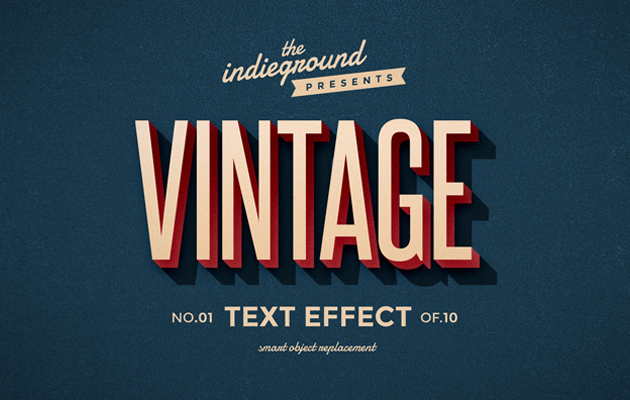 the
indieground
PRESENTS
VINTAGE
NO.01 TEXT EFFECT OF.10
smart object replacement